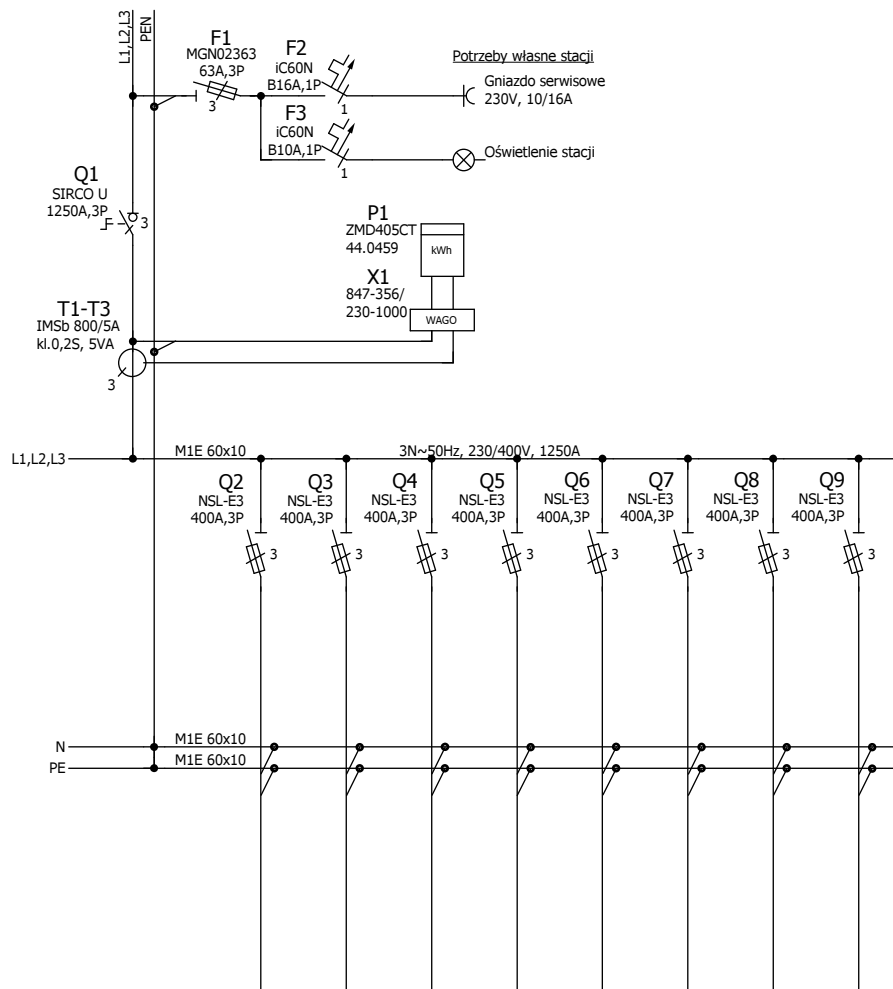 L1,L2,L3
PEN
F1
MGN02363
63A,3P
3
F2
iC60N
B16A,1P
1
Potrzeby własne stacji
Gniazdo serwisowe
230V, 10/16A
F3
iC60N
B10A,1P
1
Oświetlenie stacji
Q1
SIRCO U
1250A,3P
3
P1
ZMD405CT
44.0459
kWh
X1
847-356/
230-1000
WAGO
T1-T3
IMSb 800/5A
kl.0,2S, 5VA
3
L1,L2,L3
M1E 60x10
3N~50Hz, 230/400V, 1250A
Q2
NSL-E3
400A,3P
3
Q3
NSL-E3
400A,3P
3
Q4
NSL-E3
400A,3P
3
Q5
NSL-E3
400A,3P
3
Q6
NSL-E3
400A,3P
3
Q7
NSL-E3
400A,3P
3
Q8
NSL-E3
400A,3P
3
Q9
NSL-E3
400A,3P
3
N
M1E 60x10
PE
M1E 60x10